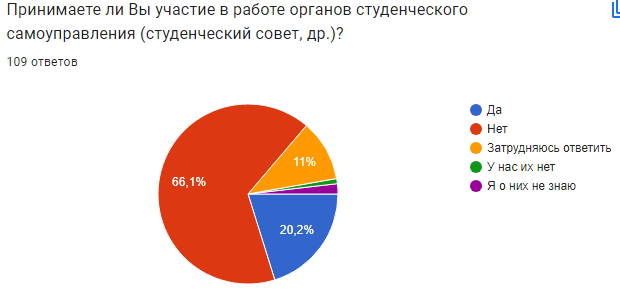 Принимаете ли Вы участие в работе органов студенческого
самоуправления (студенческий совет, др.)?
109 ответов
Да
Нет
Затрудняюсь ответить
У нас их нет
Я о них не знаю
11%
66,1%
20,2%